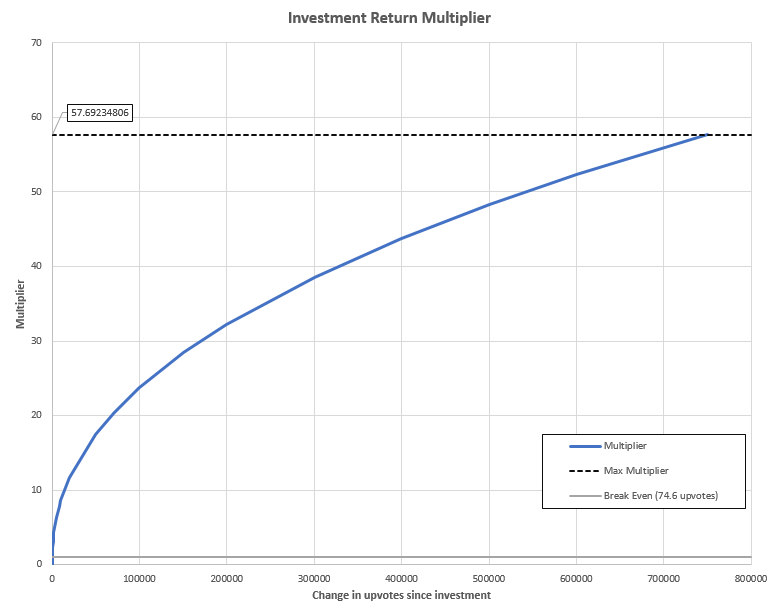 Investment Return Multiplier
70
60
50
40
30
20
10
0
57.69234806
Multiplier
Multiplier
Max Multiplier
Break Even (74.6 upvotes)
0 100000 200000 300000 400000 500000 600000 700000 800000
Change in upvotes since investment